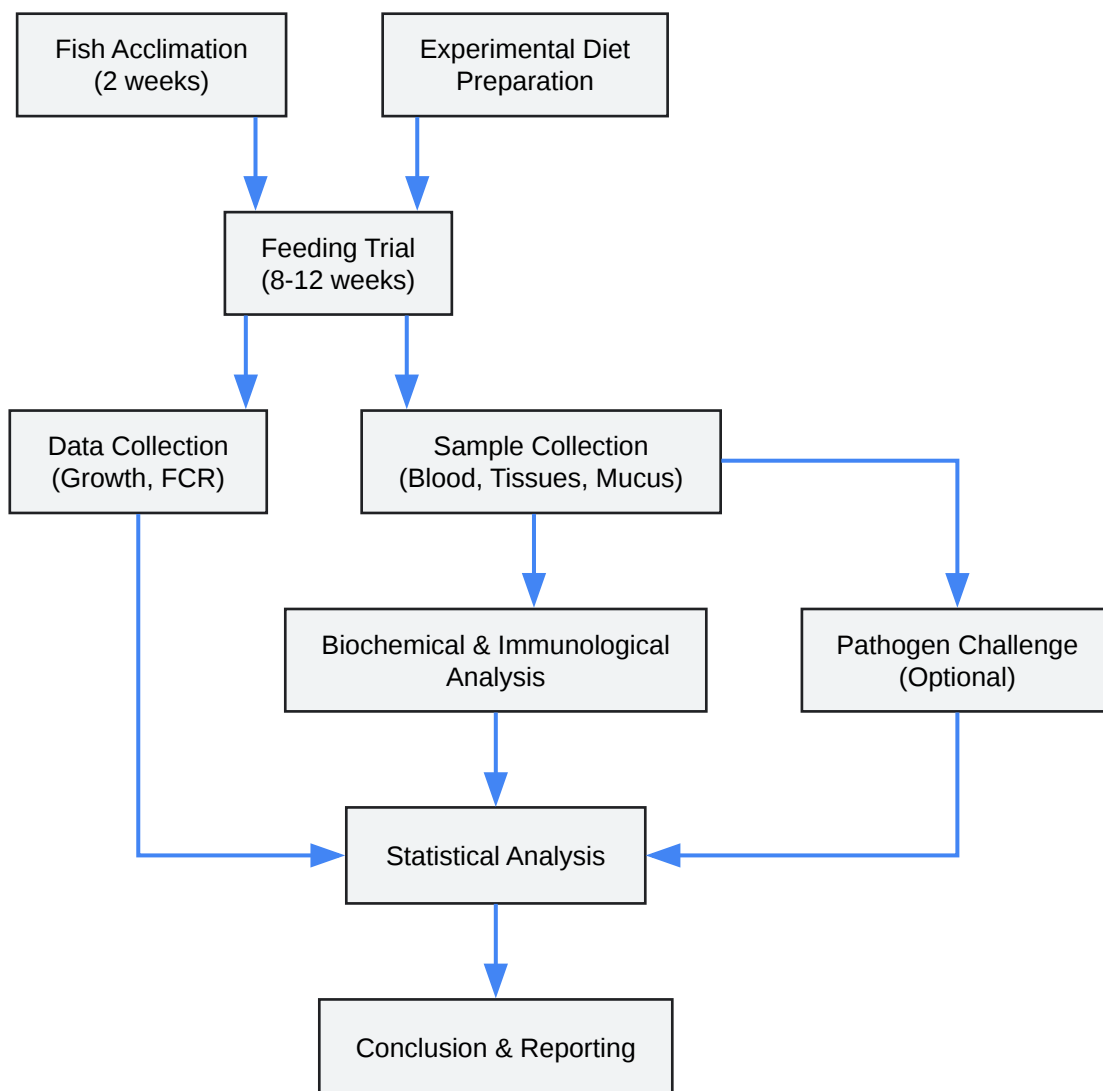 Fish Acclimation
(2 weeks)
Experimental Diet
Preparation
Feeding Trial
(8-12 weeks)
Data Collection
(Growth, FCR)
Sample Collection
(Blood, Tissues, Mucus)
Biochemical & Immunological
Analysis
Pathogen Challenge
(Optional)
Statistical Analysis
Conclusion & Reporting